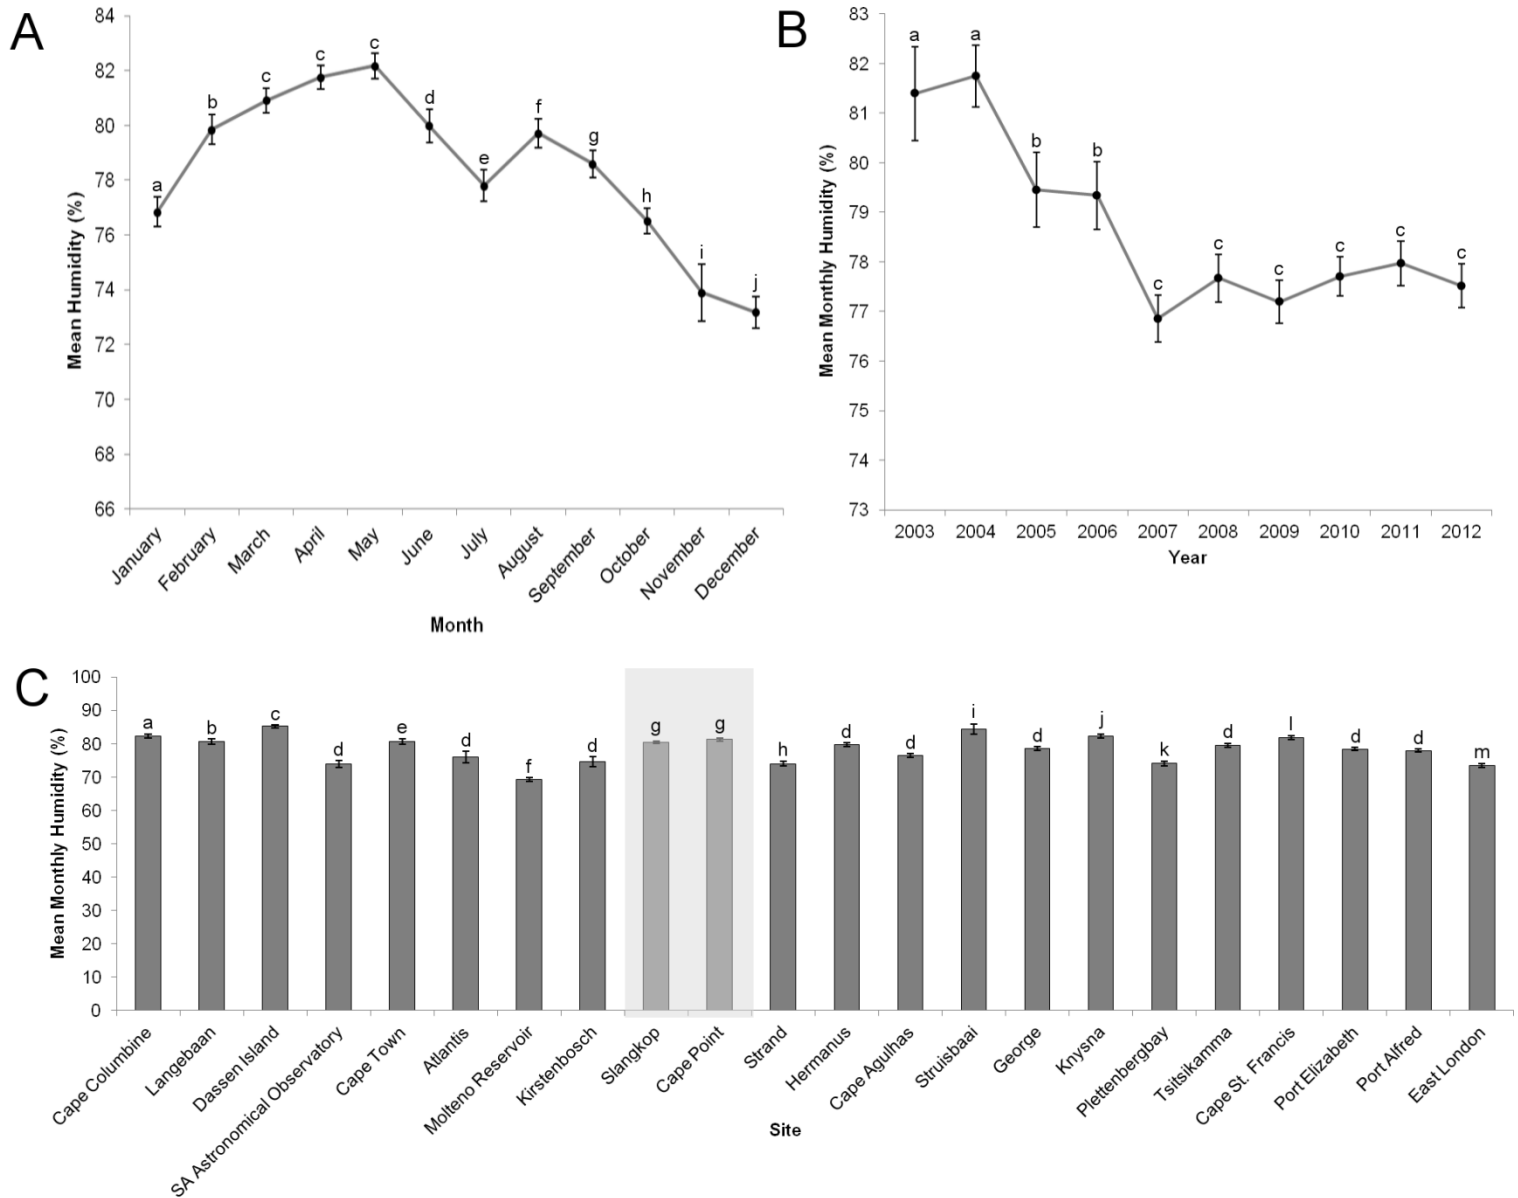 A
84
82
80
78
76
74
72
70
68
66
Mean Humidity (%)
a
b
c
c
c
d
e
f
g
h
i
j
January
February
March
April
May
June
July
August
September
October
November
December
Month
B
83
82
81
80
79
78
77
76
75
74
73
Mean Monthly Humidity (%)
a
a
b
b
c
c
c
c
c
c
2003 2004 2005 2006 2007 2008 2009 2010 2011 2012
Year
C
100
90
80
70
60
50
40
30
20
10
0
Mean Monthly Humidity (%)
a
b
c
d
e
d
f
d
g
g
h
d
d
i
d
j
k
d
l
d
d
m
Cape Columbine
Langebaan
Dassen Island
SA Astronomical Observatory
Cape Town
Atlantis
Molteno Reservoir
Kirstenbosch
Slangkop
Cape Point
Strand
Hermanus
Cape Agulhas
Struisbaai
George
Knysna
Plettenbergbay
Tsitsikamma
Cape St. Francis
Port Elizabeth
Port Alfred
East London
Site